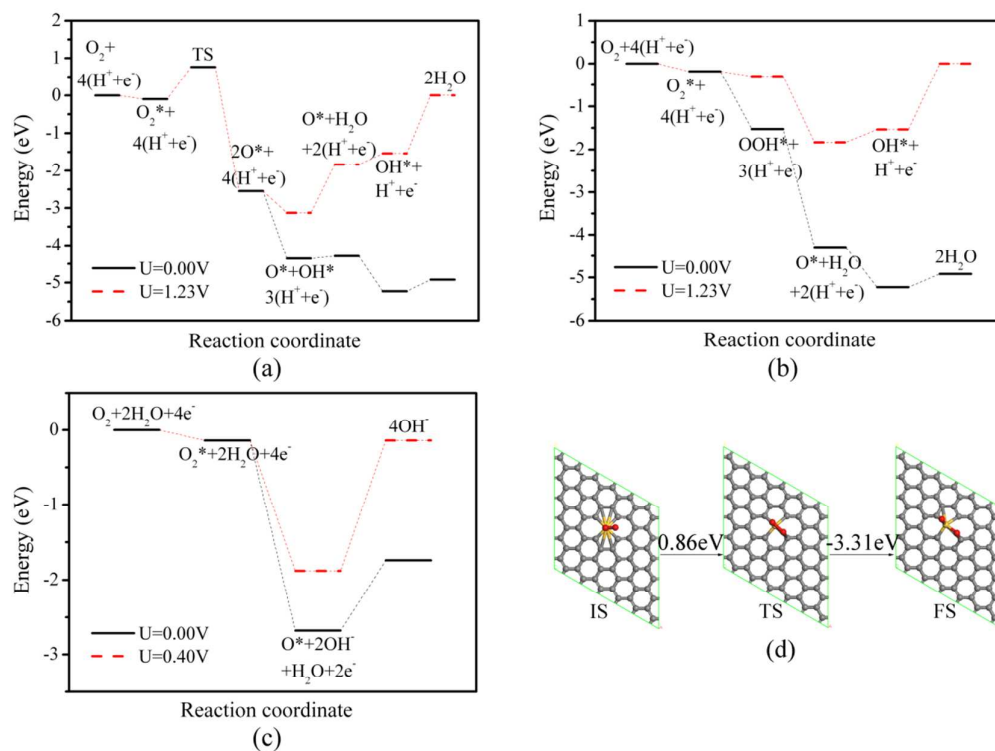 2
1
0
-1
-2
-3
-4
-5
-6
Energy (eV)
O₂+
4(H⁺+e⁻)
O₂*+
4(H⁺+e⁻)
TS
2O*+
4(H⁺+e⁻)
O*+OH*
3(H⁺+e⁻)
O*+H₂O
+2(H⁺+e⁻)
OH*+
H⁺+e⁻
2H₂O
U=0.00V
U=1.23V
Reaction coordinate
(a)
1
0
-1
-2
-3
-4
-5
-6
Energy (eV)
O₂+4(H⁺+e⁻)
O₂*+
4(H⁺+e⁻)
OOH*+
3(H⁺+e⁻)
O*+H₂O
+2(H⁺+e⁻)
OH*+
H⁺+e⁻
2H₂O
U=0.00V
U=1.23V
Reaction coordinate
(b)
0
-1
-2
-3
Energy (eV)
O₂+2H₂O+4e⁻
O₂*+2H₂O+4e⁻
O*+2OH⁻
+H₂O+2e⁻
4OH⁻
U=0.00V
U=0.40V
Reaction coordinate
(c)
0.86eV
-3.31eV
IS
TS
FS
(d)